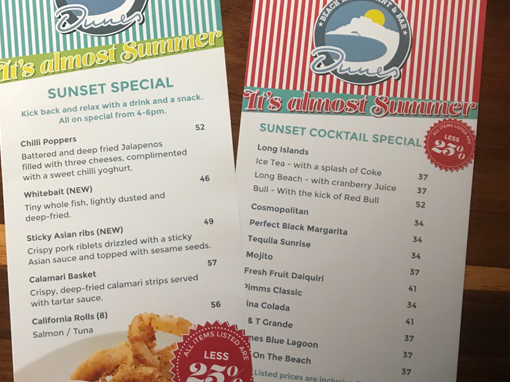 Dunes
It's almost Summer
SUNSET SPECIAL
Kick back and relax with a drink and a snack.
All on special from 4-6pm.
Chilli Poppers 52
Battered and deep fried Jalapenos
filled with three cheeses, complimented
with a sweet chilli yoghurt.
Whitebait (NEW) 46
Tiny whole fish, lightly dusted and
deep-fried.
Sticky Asian ribs (NEW) 49
Crispy pork riblets drizzled with a sticky
Asian sauce and topped with sesame seeds.
Calamari Basket 57
Crispy, deep-fried calamari strips served
with tartar sauce.
California Rolls (8) 56
Salmon / Tuna
ALL ITEMS LISTED ARE
LESS
25%
BEACH & BAR
Dunes
It's almost Summer
SUNSET COCKTAIL SPECIAL
ALL ITEMS LISTED ARE
LESS
25%
Long Islands
Ice Tea - with a splash of Coke 37
Long Beach - with cranberry Juice 37
Bull - With the kick of Red Bull 52
Cosmopolitan 34
Perfect Black Margarita 34
Tequila Sunrise 34
Mojito 37
Fresh Fruit Daiquiri 37
Pimms Classic 41
ina Colada 34
& T Grande 41
nes Blue Lagoon 37
On The Beach 37
Listed prices are